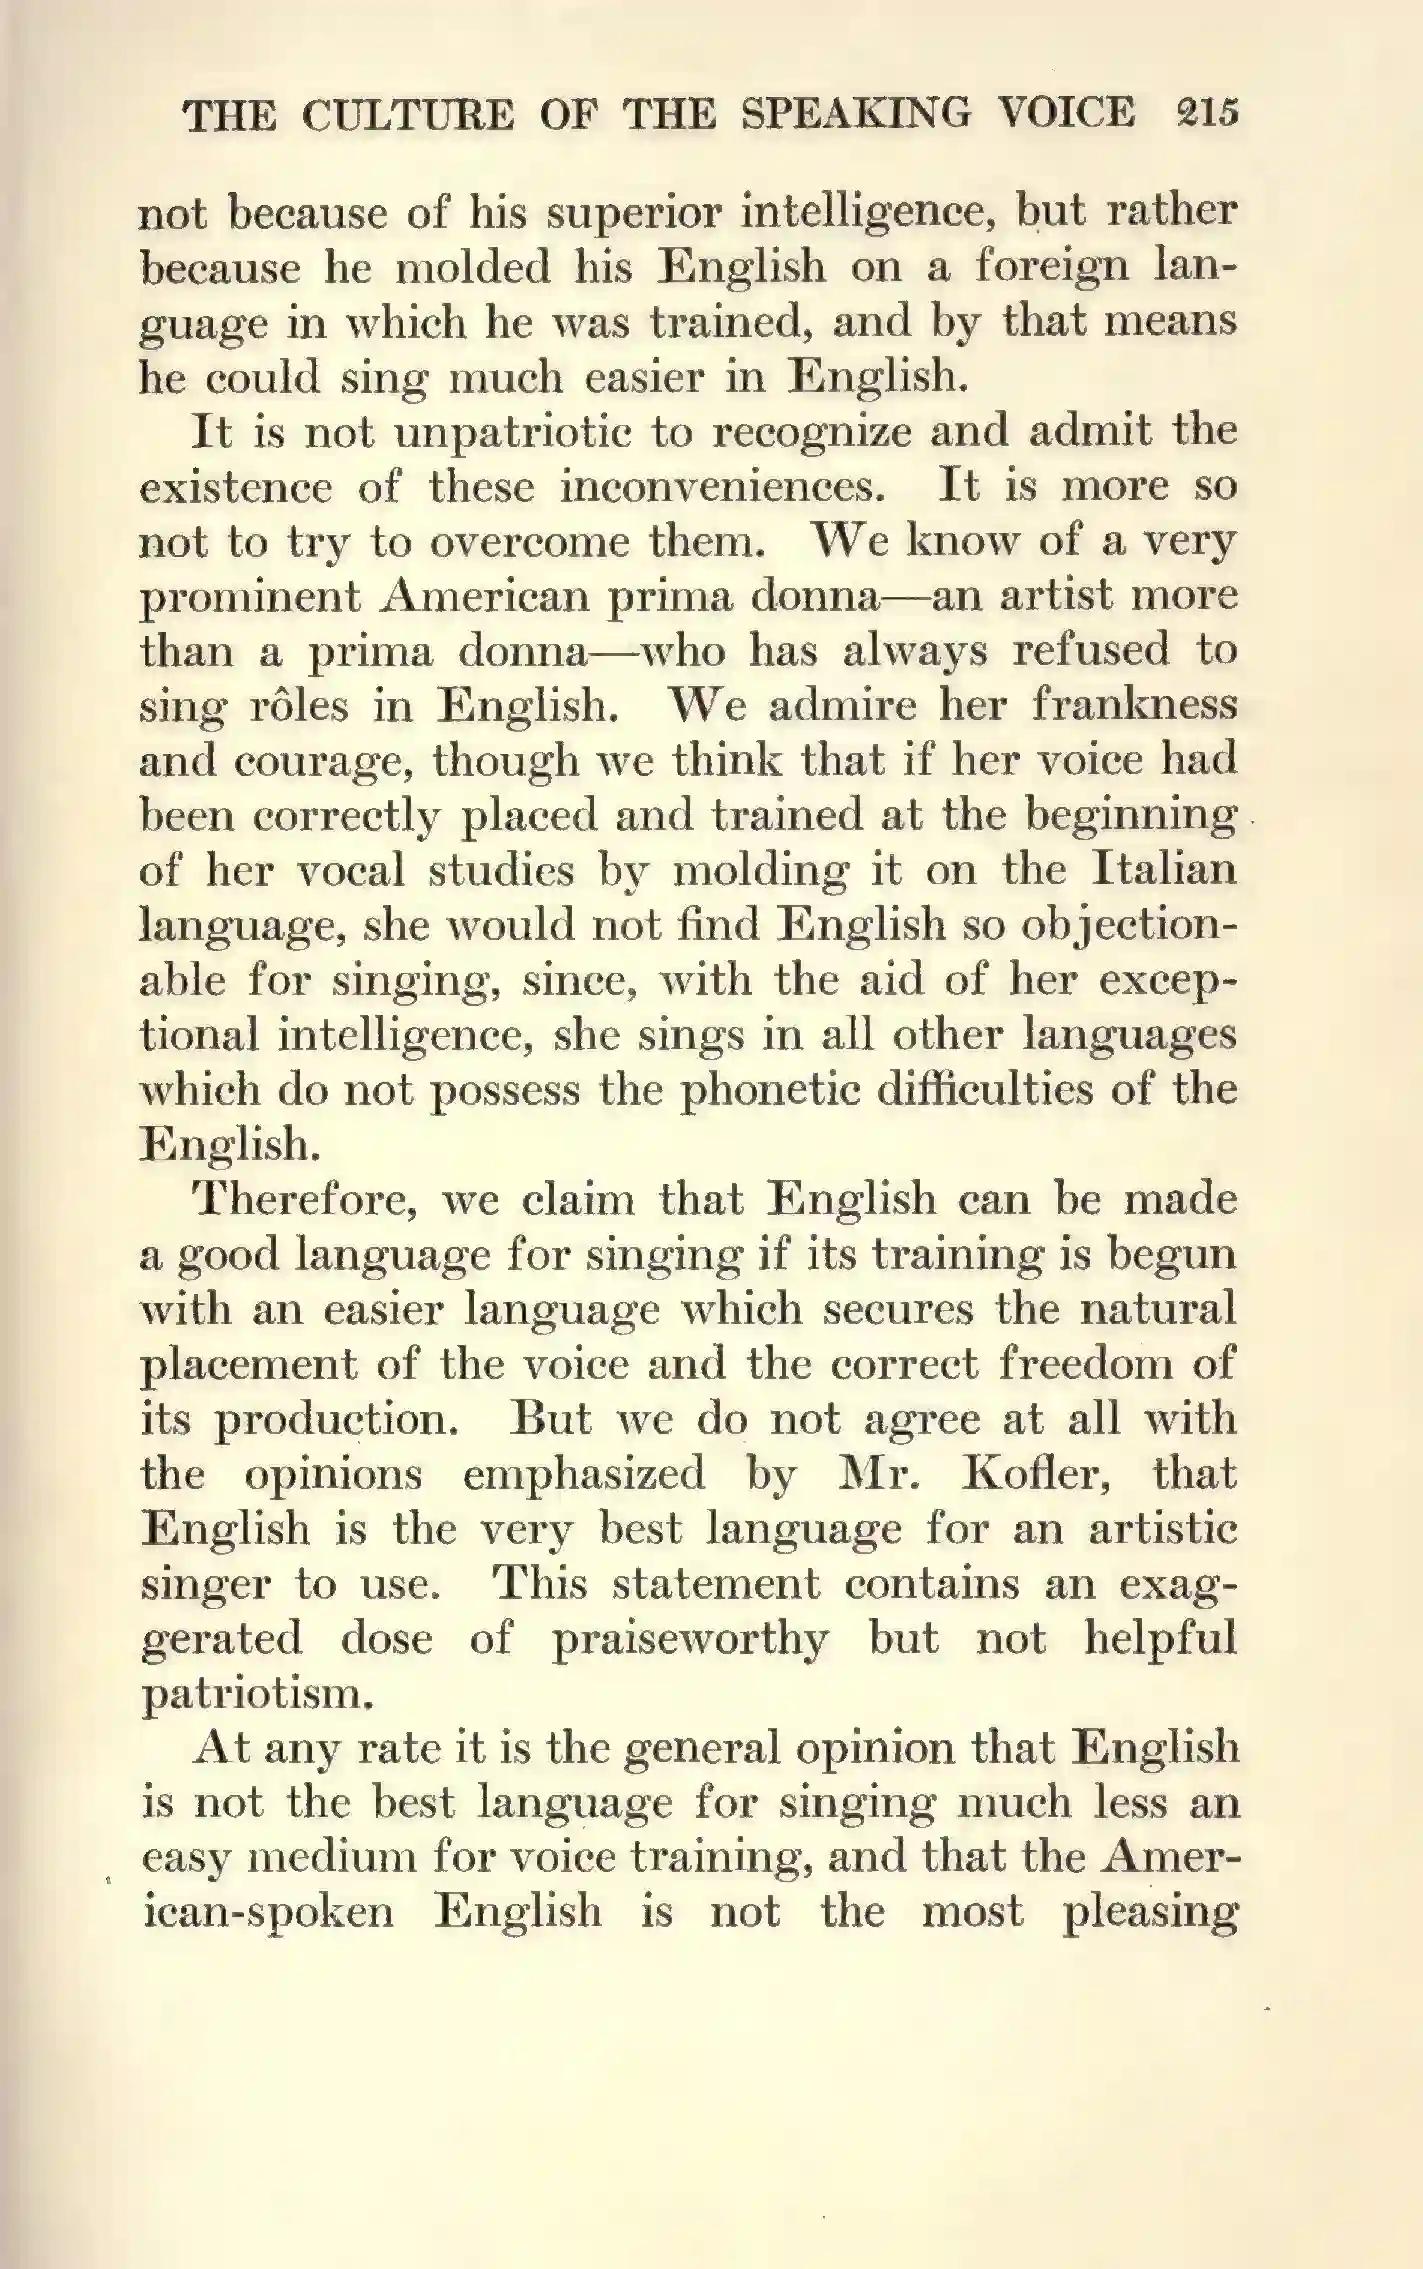 THE CULTURE OF THE SPEAKING VOICE 215
not because of his superior intelligence, but rather
because he molded his English on a foreign lan-
guage in which he was trained, and by that means
he could sing much easier in English.
It is not unpatriotic to recognize and admit the
existence of these inconveniences. It is more so
not to try to overcome them. We know of a very
prominent American prima donna—an artist more
than a prima donna—who has always refused to
sing rôles in English. We admire her frankness
and courage, though we think that if her voice had
been correctly placed and trained at the beginning
of her vocal studies by molding it on the Italian
language, she would not find English so objection-
able for singing, since, with the aid of her excep-
tional intelligence, she sings in all other languages
which do not possess the phonetic difficulties of the
English.
Therefore, we claim that English can be made
a good language for singing if its training is begun
with an easier language which secures the natural
placement of the voice and the correct freedom of
its production. But we do not agree at all with
the opinions emphasized by Mr. Kofler, that
English is the very best language for an artistic
singer to use. This statement contains an exag-
gerated dose of praiseworthy but not helpful
patriotism.
At any rate it is the general opinion that English
is not the best language for singing much less an
easy medium for voice training, and that the Amer-
ican-spoken English is not the most pleasing